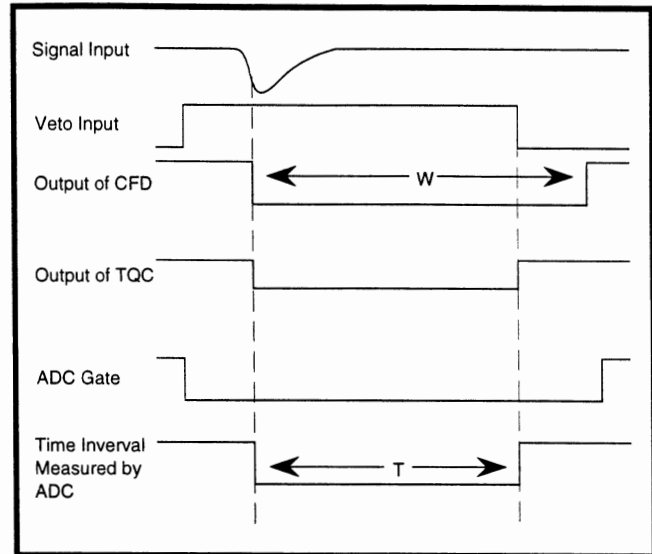 Signal Input
Veto Input
Output of CFD
W
Output of TQC
ADC Gate
Time Inverval
Measured by
ADC
T